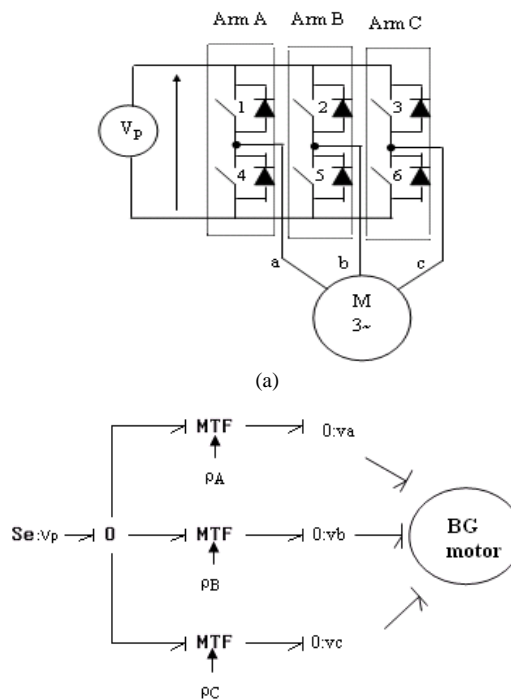 Arm A Arm B Arm C
Vp
1 2 3
4 5 6
a b c
M
3~
(a)
MTF 0:va
ρA
Se:Vp 0 MTF 0:vb BG
motor
ρB
MTF 0:vc
ρC